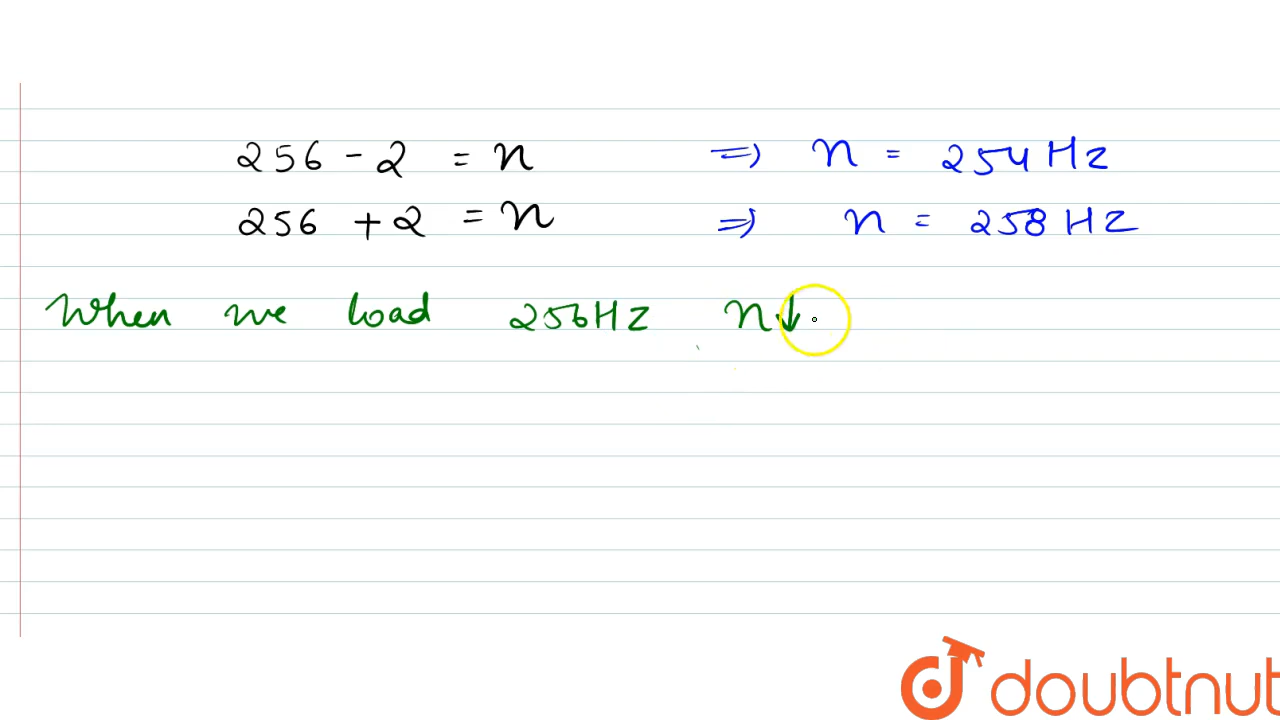 256 - 2 = n ⇒ n = 254 Hz
256 + 2 = n ⇒ n = 258 Hz
When we load 256 Hz n↓
doubtnut